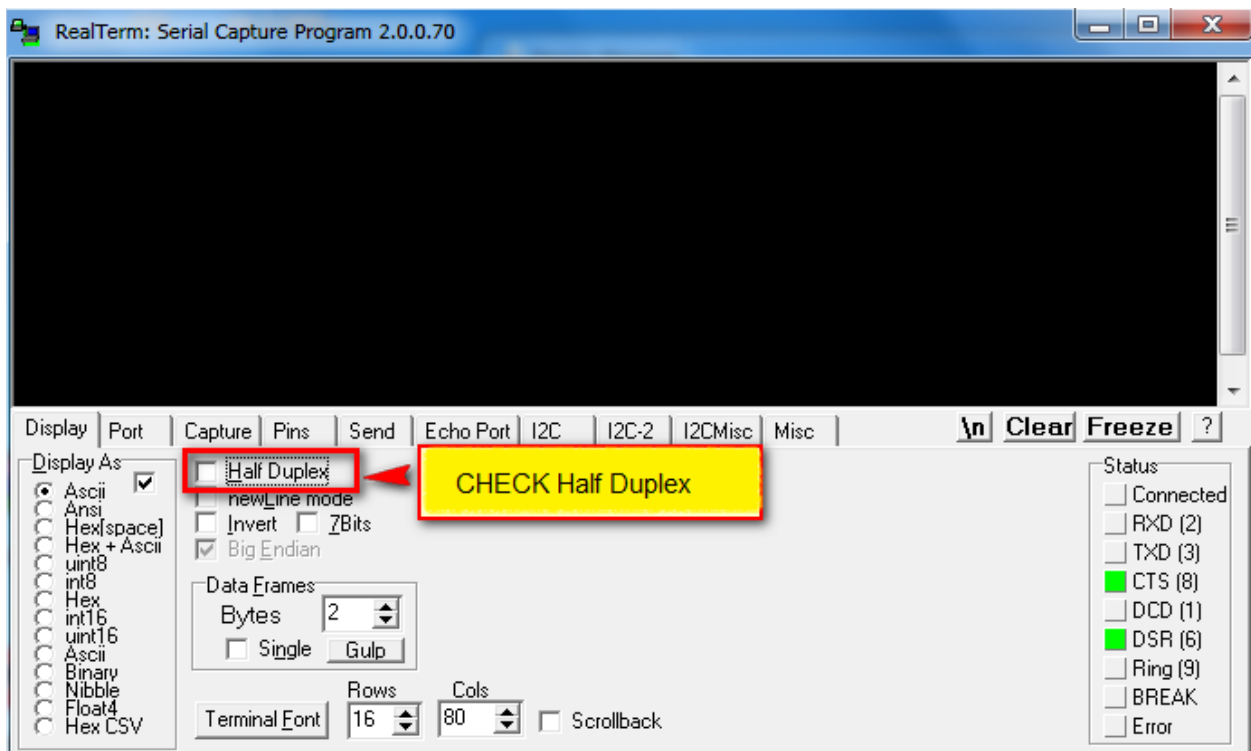 RealTerm: Serial Capture Program 2.0.0.70
Display Port Capture Pins Send Echo Port I2C I2C-2 I2CMisc Misc \n Clear Freeze ?
Display As
Ascii
Ansi
Hex[space]
Hex + Ascii
uint8
int8
Hex
int16
uint16
Ascii
Binary
Nibble
Float4
Hex CSV
Half Duplex
newLine mode
Invert 7Bits
Big Endian
CHECK Half Duplex
Data Frames
Bytes 2
Single Gulp
Rows Cols
Terminal Font 16 80 Scrollback
Status
Connected
RXD (2)
TXD (3)
CTS (8)
DCD (1)
DSR (6)
Ring (9)
BREAK
Error